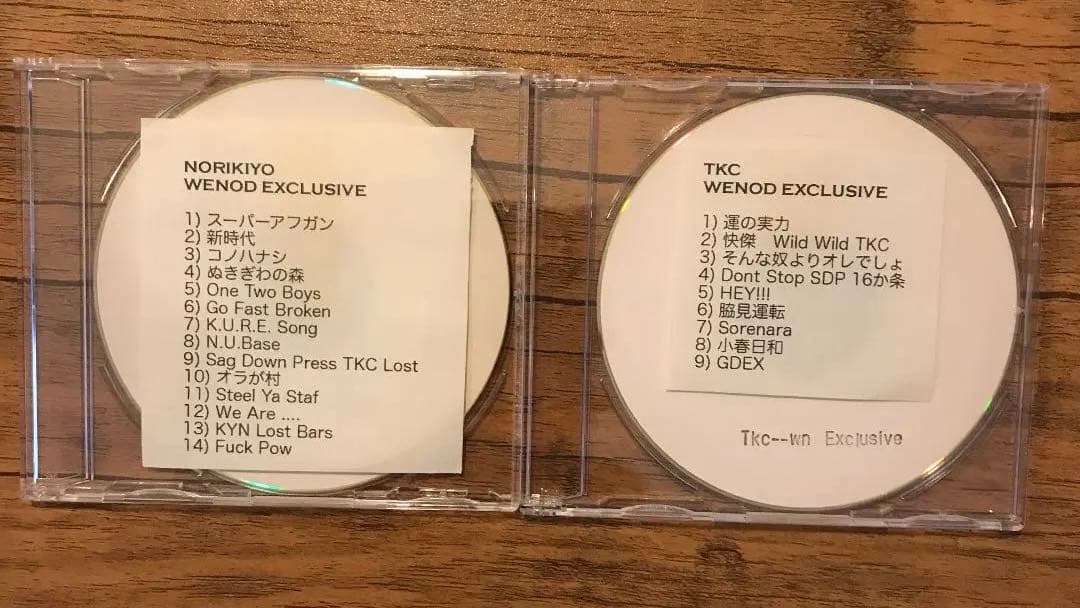 NORIKIYO
WENOD EXCLUSIVE
1) スーパーアフガン
2) 新時代
3) コノハナシ
4) ぬきぎわの森
5) One Two Boys
6) Go Fast Broken
7) K.U.R.E. Song
8) N.U.Base
9) Sag Down Press TKC Lost
10) オラが村
11) Steel Ya Staf
12) We Are ....
13) KYN Lost Bars
14) Fuck Pow
TKC
WENOD EXCLUSIVE
1) 運の実力
2) 快傑　Wild Wild TKC
3) そんな奴よりオレでしょ
4) Dont Stop SDP 16か条
5) HEY!!!
6) 脇見運転
7) Sorenara
8) 小春日和
9) GDEX
Tkc--wn Exclusive